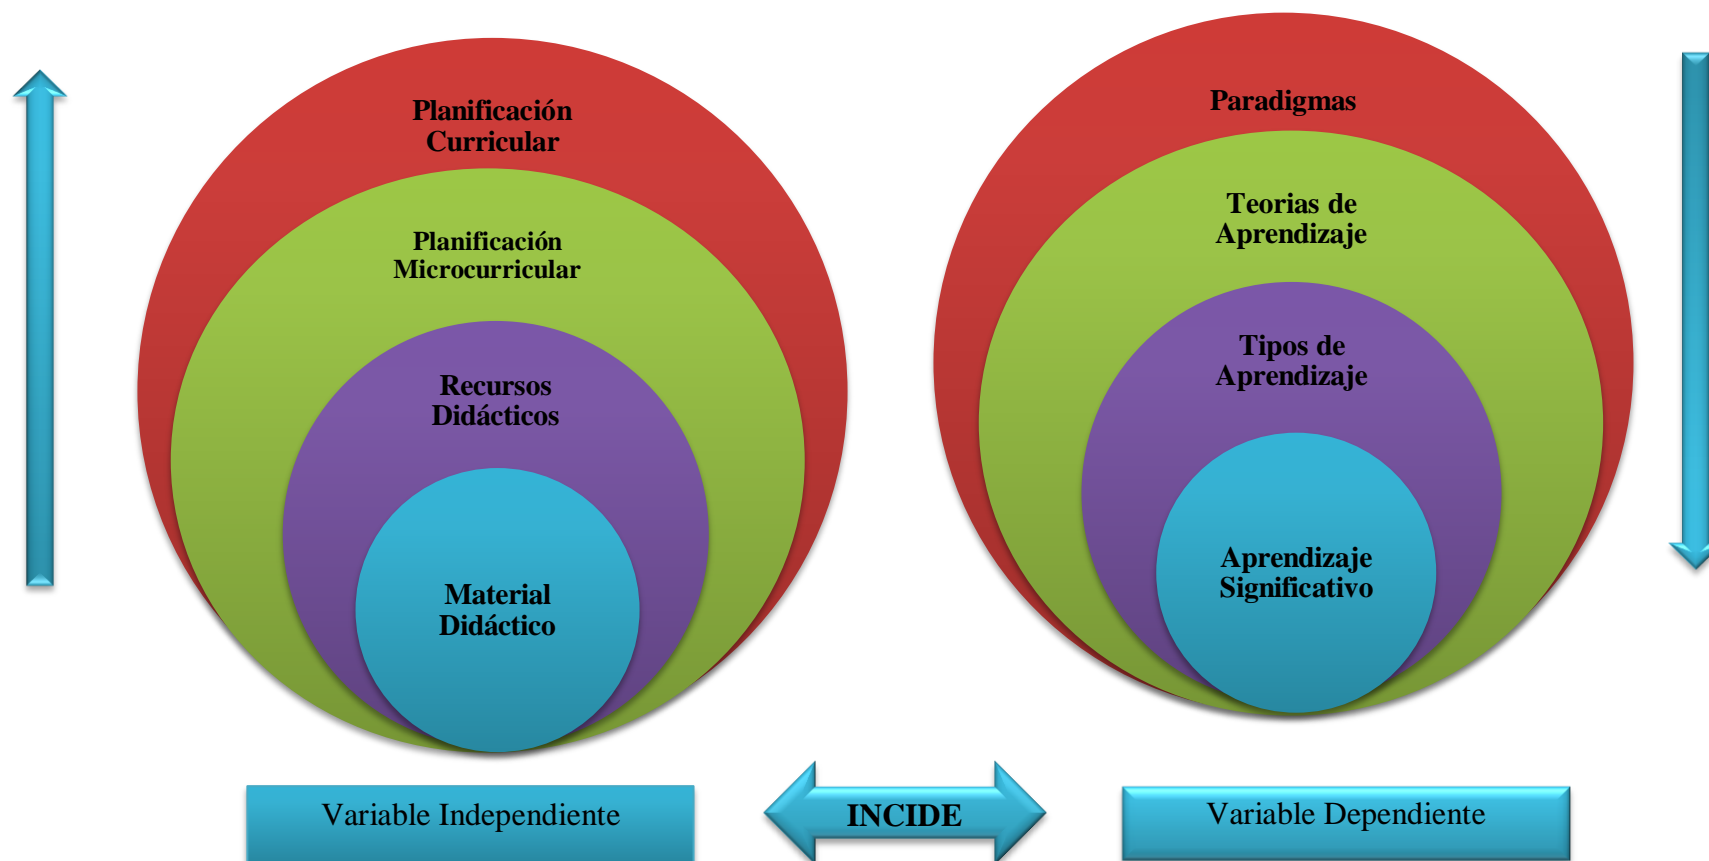 Planificación
Curricular
Planificación
Microcurricular
Recursos
Didácticos
Material
Didáctico
Paradigmas
Teorias de
Aprendizaje
Tipos de
Aprendizaje
Aprendizaje
Significativo
Variable Independiente
INCIDE
Variable Dependiente